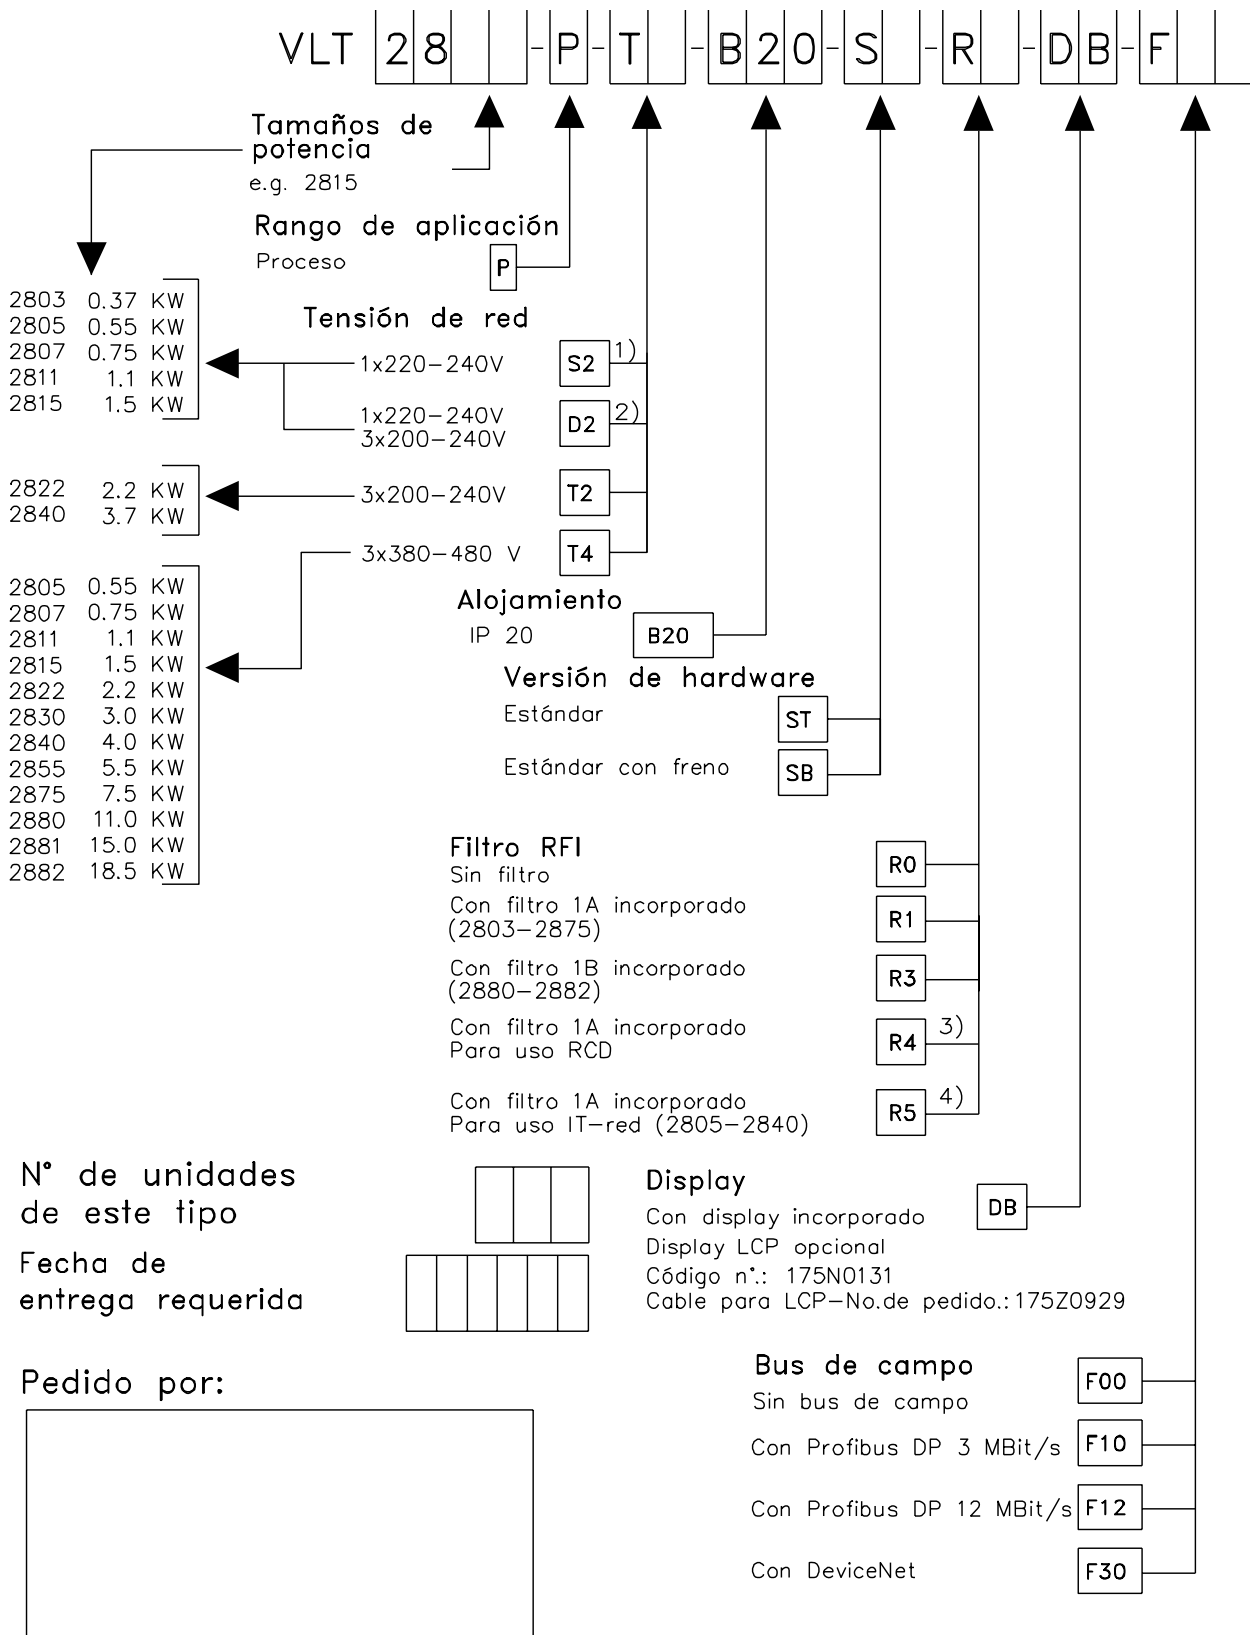 VLT 28 -P-T -B20-S -R -DB-F
Tamaños de
potencia
e.g. 2815
Rango de aplicación
Proceso P
2803 0.37 KW
2805 0.55 KW
2807 0.75 KW
2811 1.1 KW
2815 1.5 KW
Tensión de red
1x220-240V S2 1)
1x220-240V
3x200-240V D2 2)
2822 2.2 KW
2840 3.7 KW
3x200-240V T2
3x380-480 V T4
2805 0.55 KW
2807 0.75 KW
2811 1.1 KW
2815 1.5 KW
2822 2.2 KW
2830 3.0 KW
2840 4.0 KW
2855 5.5 KW
2875 7.5 KW
2880 11.0 KW
2881 15.0 KW
2882 18.5 KW
Alojamiento
IP 20 B20
Versión de hardware
Estándar ST
Estándar con freno SB
Filtro RFI
Sin filtro R0
Con filtro 1A incorporado
(2803-2875) R1
Con filtro 1B incorporado
(2880-2882) R3
Con filtro 1A incorporado
Para uso RCD R4 3)
Con filtro 1A incorporado
Para uso IT-red (2805-2840) R5 4)
N° de unidades
de este tipo
Fecha de
entrega requerida
Display
Con display incorporado DB
Display LCP opcional
Código n°.: 175N0131
Cable para LCP-No.de pedido.:175Z0929
Pedido por:
Bus de campo
Sin bus de campo F00
Con Profibus DP 3 MBit/s F10
Con Profibus DP 12 MBit/s F12
Con DeviceNet F30